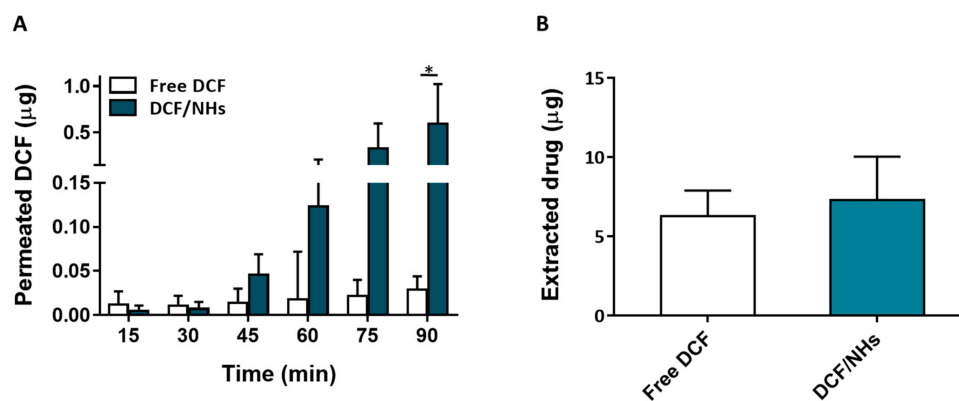 A
Permeated DCF (µg)
1.0
0.5
0.15
0.10
0.05
0.00
Free DCF
DCF/NHs
*
15 30 45 60 75 90
Time (min)
B
Extracted drug (µg)
15
10
5
0
Free DCF
DCF/NHs